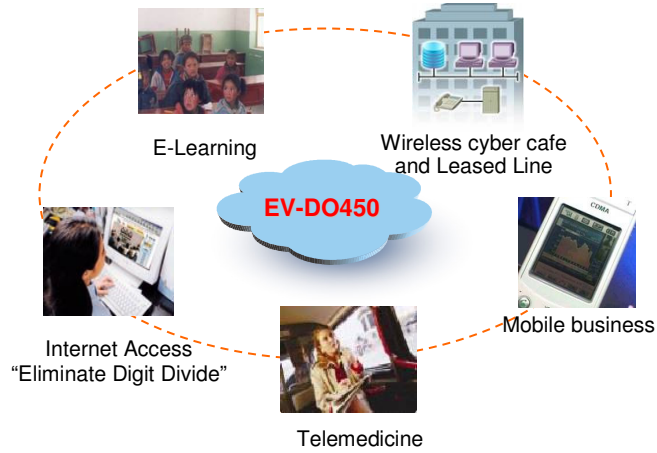 E-Learning
Wireless cyber cafe
and Leased Line
EV-DO450
CDMA
Mobile business
Internet Access
“Eliminate Digit Divide”
Telemedicine